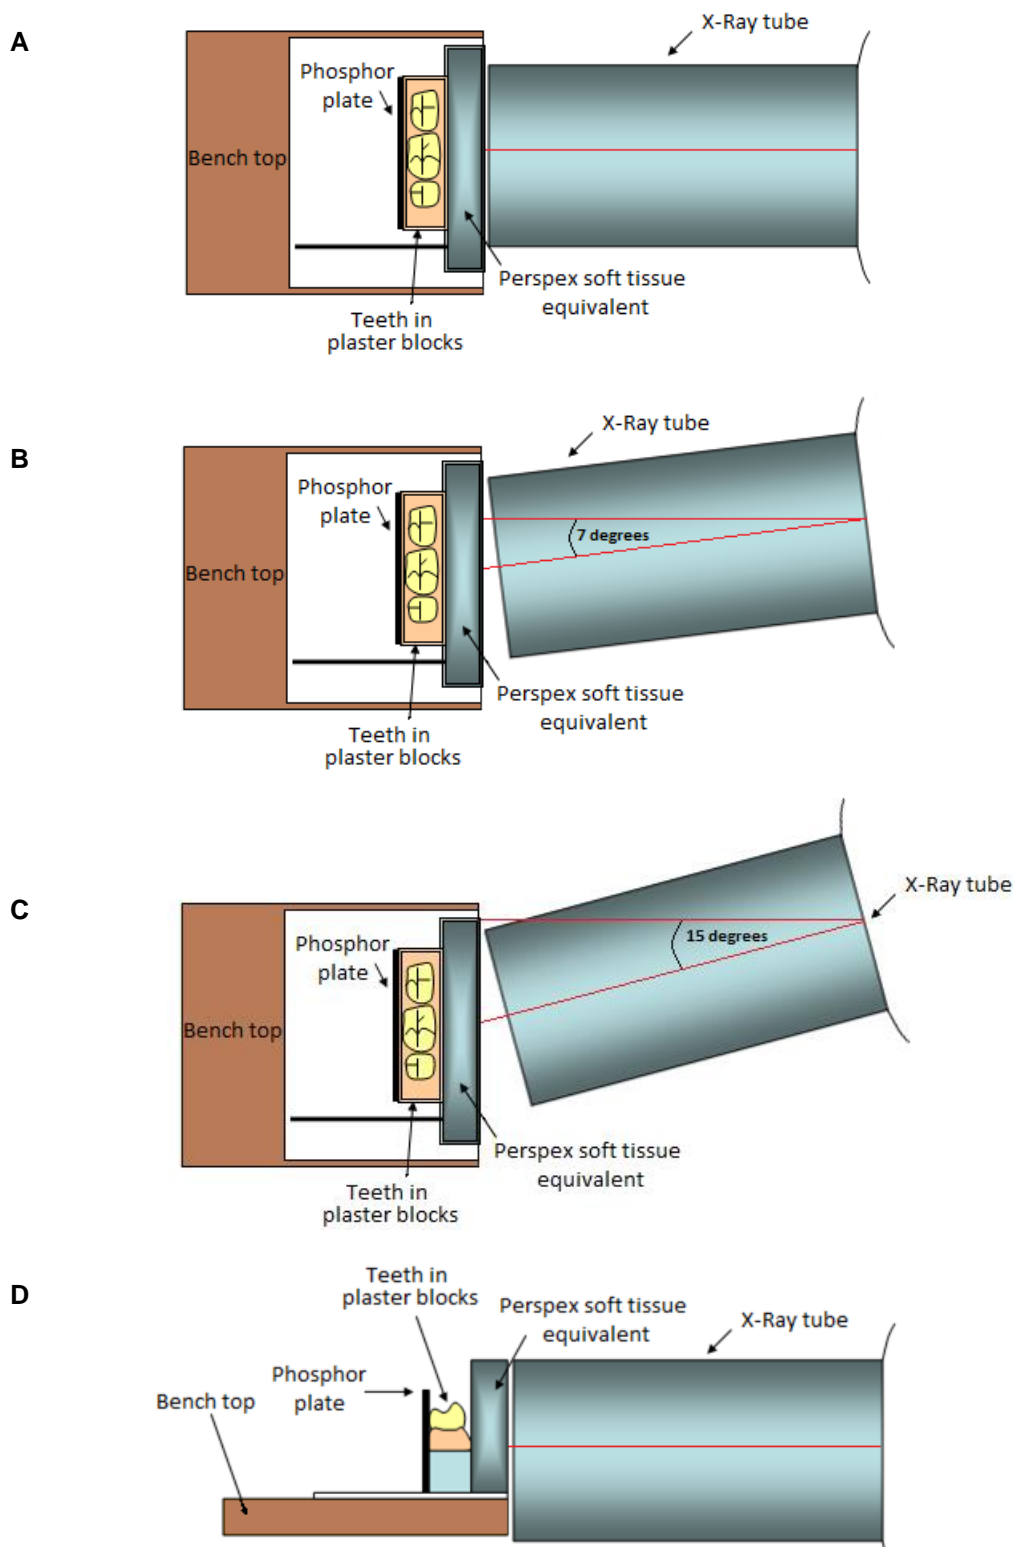 A
X-Ray tube
Phosphor
plate
Bench top
Perspex soft tissue
equivalent
Teeth in
plaster blocks
B
X-Ray tube
Phosphor
plate
7 degrees
Bench top
Perspex soft tissue
equivalent
Teeth in
plaster blocks
C
X-Ray tube
15 degrees
Phosphor
plate
Bench top
Perspex soft tissue
equivalent
Teeth in
plaster blocks
D
Teeth in
plaster blocks
Perspex soft tissue
equivalent
X-Ray tube
Phosphor
plate
Bench top